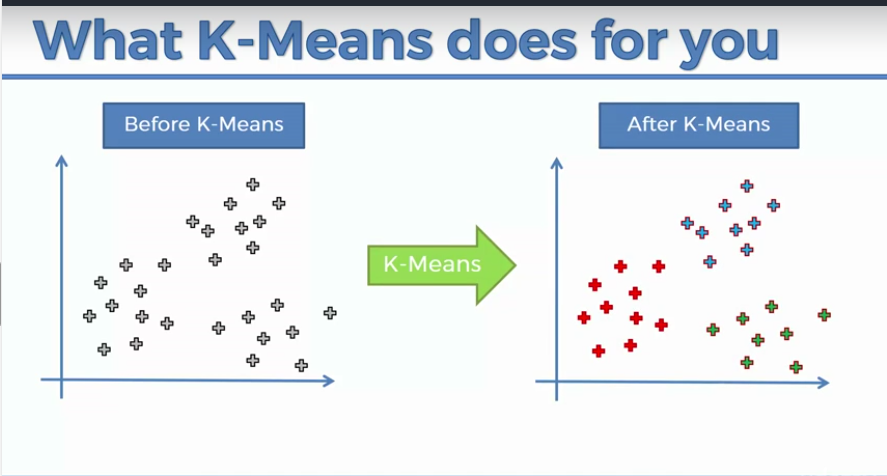 What K-Means does for you
Before K-Means
After K-Means
K-Means